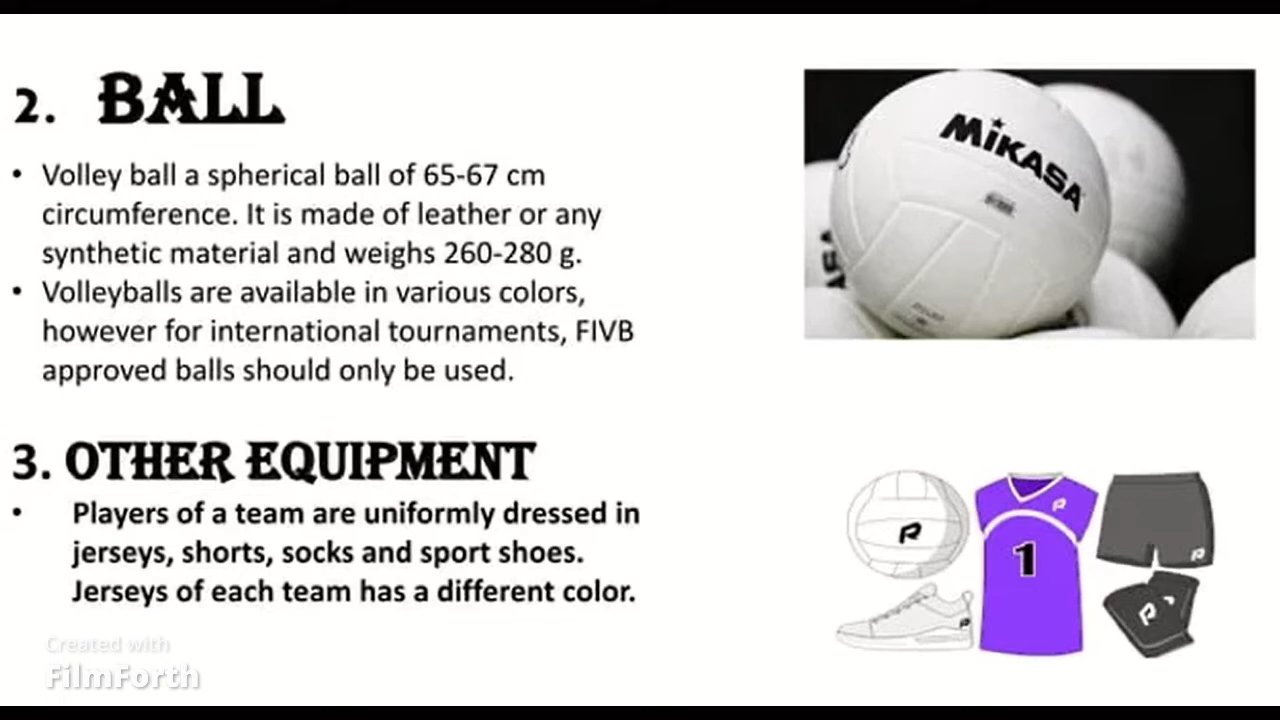 2. BALL
MiKASA
• Volley ball a spherical ball of 65-67 cm
circumference. It is made of leather or any
synthetic material and weighs 260-280 g.
• Volleyballs are available in various colors,
however for international tournaments, FIVB
approved balls should only be used.
3. OTHER EQUIPMENT
• Players of a team are uniformly dressed in
jerseys, shorts, socks and sport shoes.
Jerseys of each team has a different color.
1
Created with
FilmForth